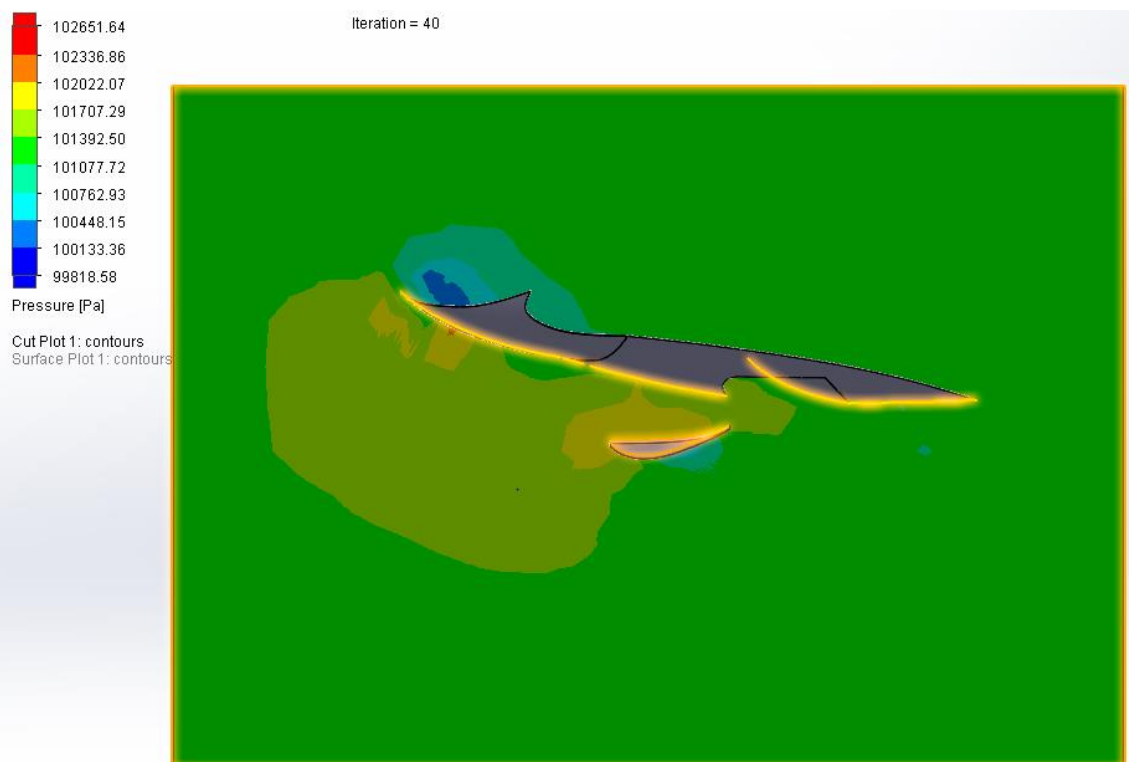 102651.64
102336.86
102022.07
101707.29
101392.50
101077.72
100762.93
100448.15
100133.36
99818.58
Pressure [Pa]
Cut Plot 1: contours
Surface Plot 1: contours
Iteration = 40